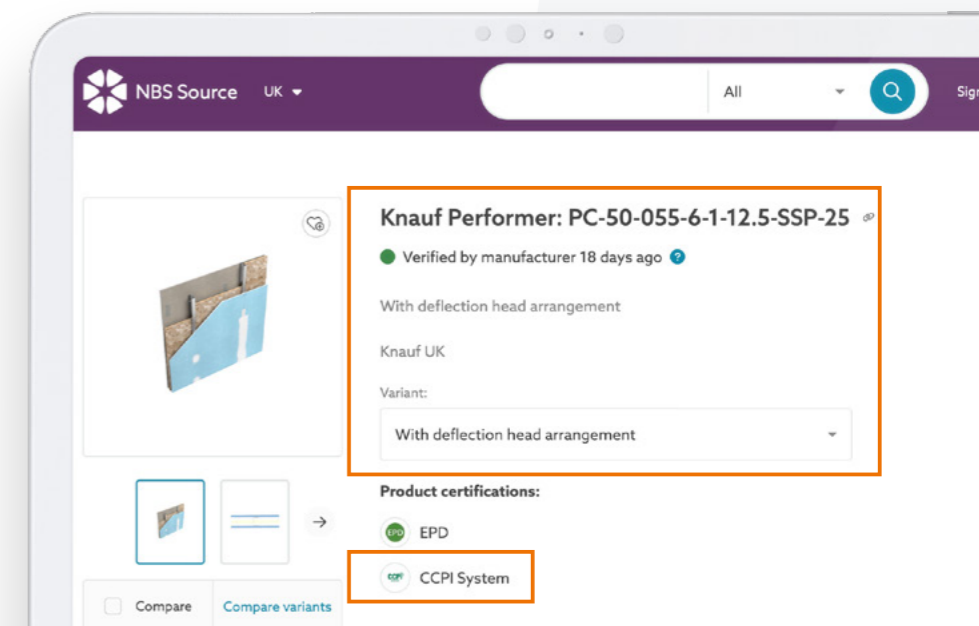 NBS Source UK All Sign
Knauf Performer: PC-50-055-6-1-12.5-SSP-25
Verified by manufacturer 18 days ago ?
With deflection head arrangement
Knauf UK
Variant:
With deflection head arrangement
Product certifications:
EPD EPD
CCPI CCPI System
Compare Compare variants